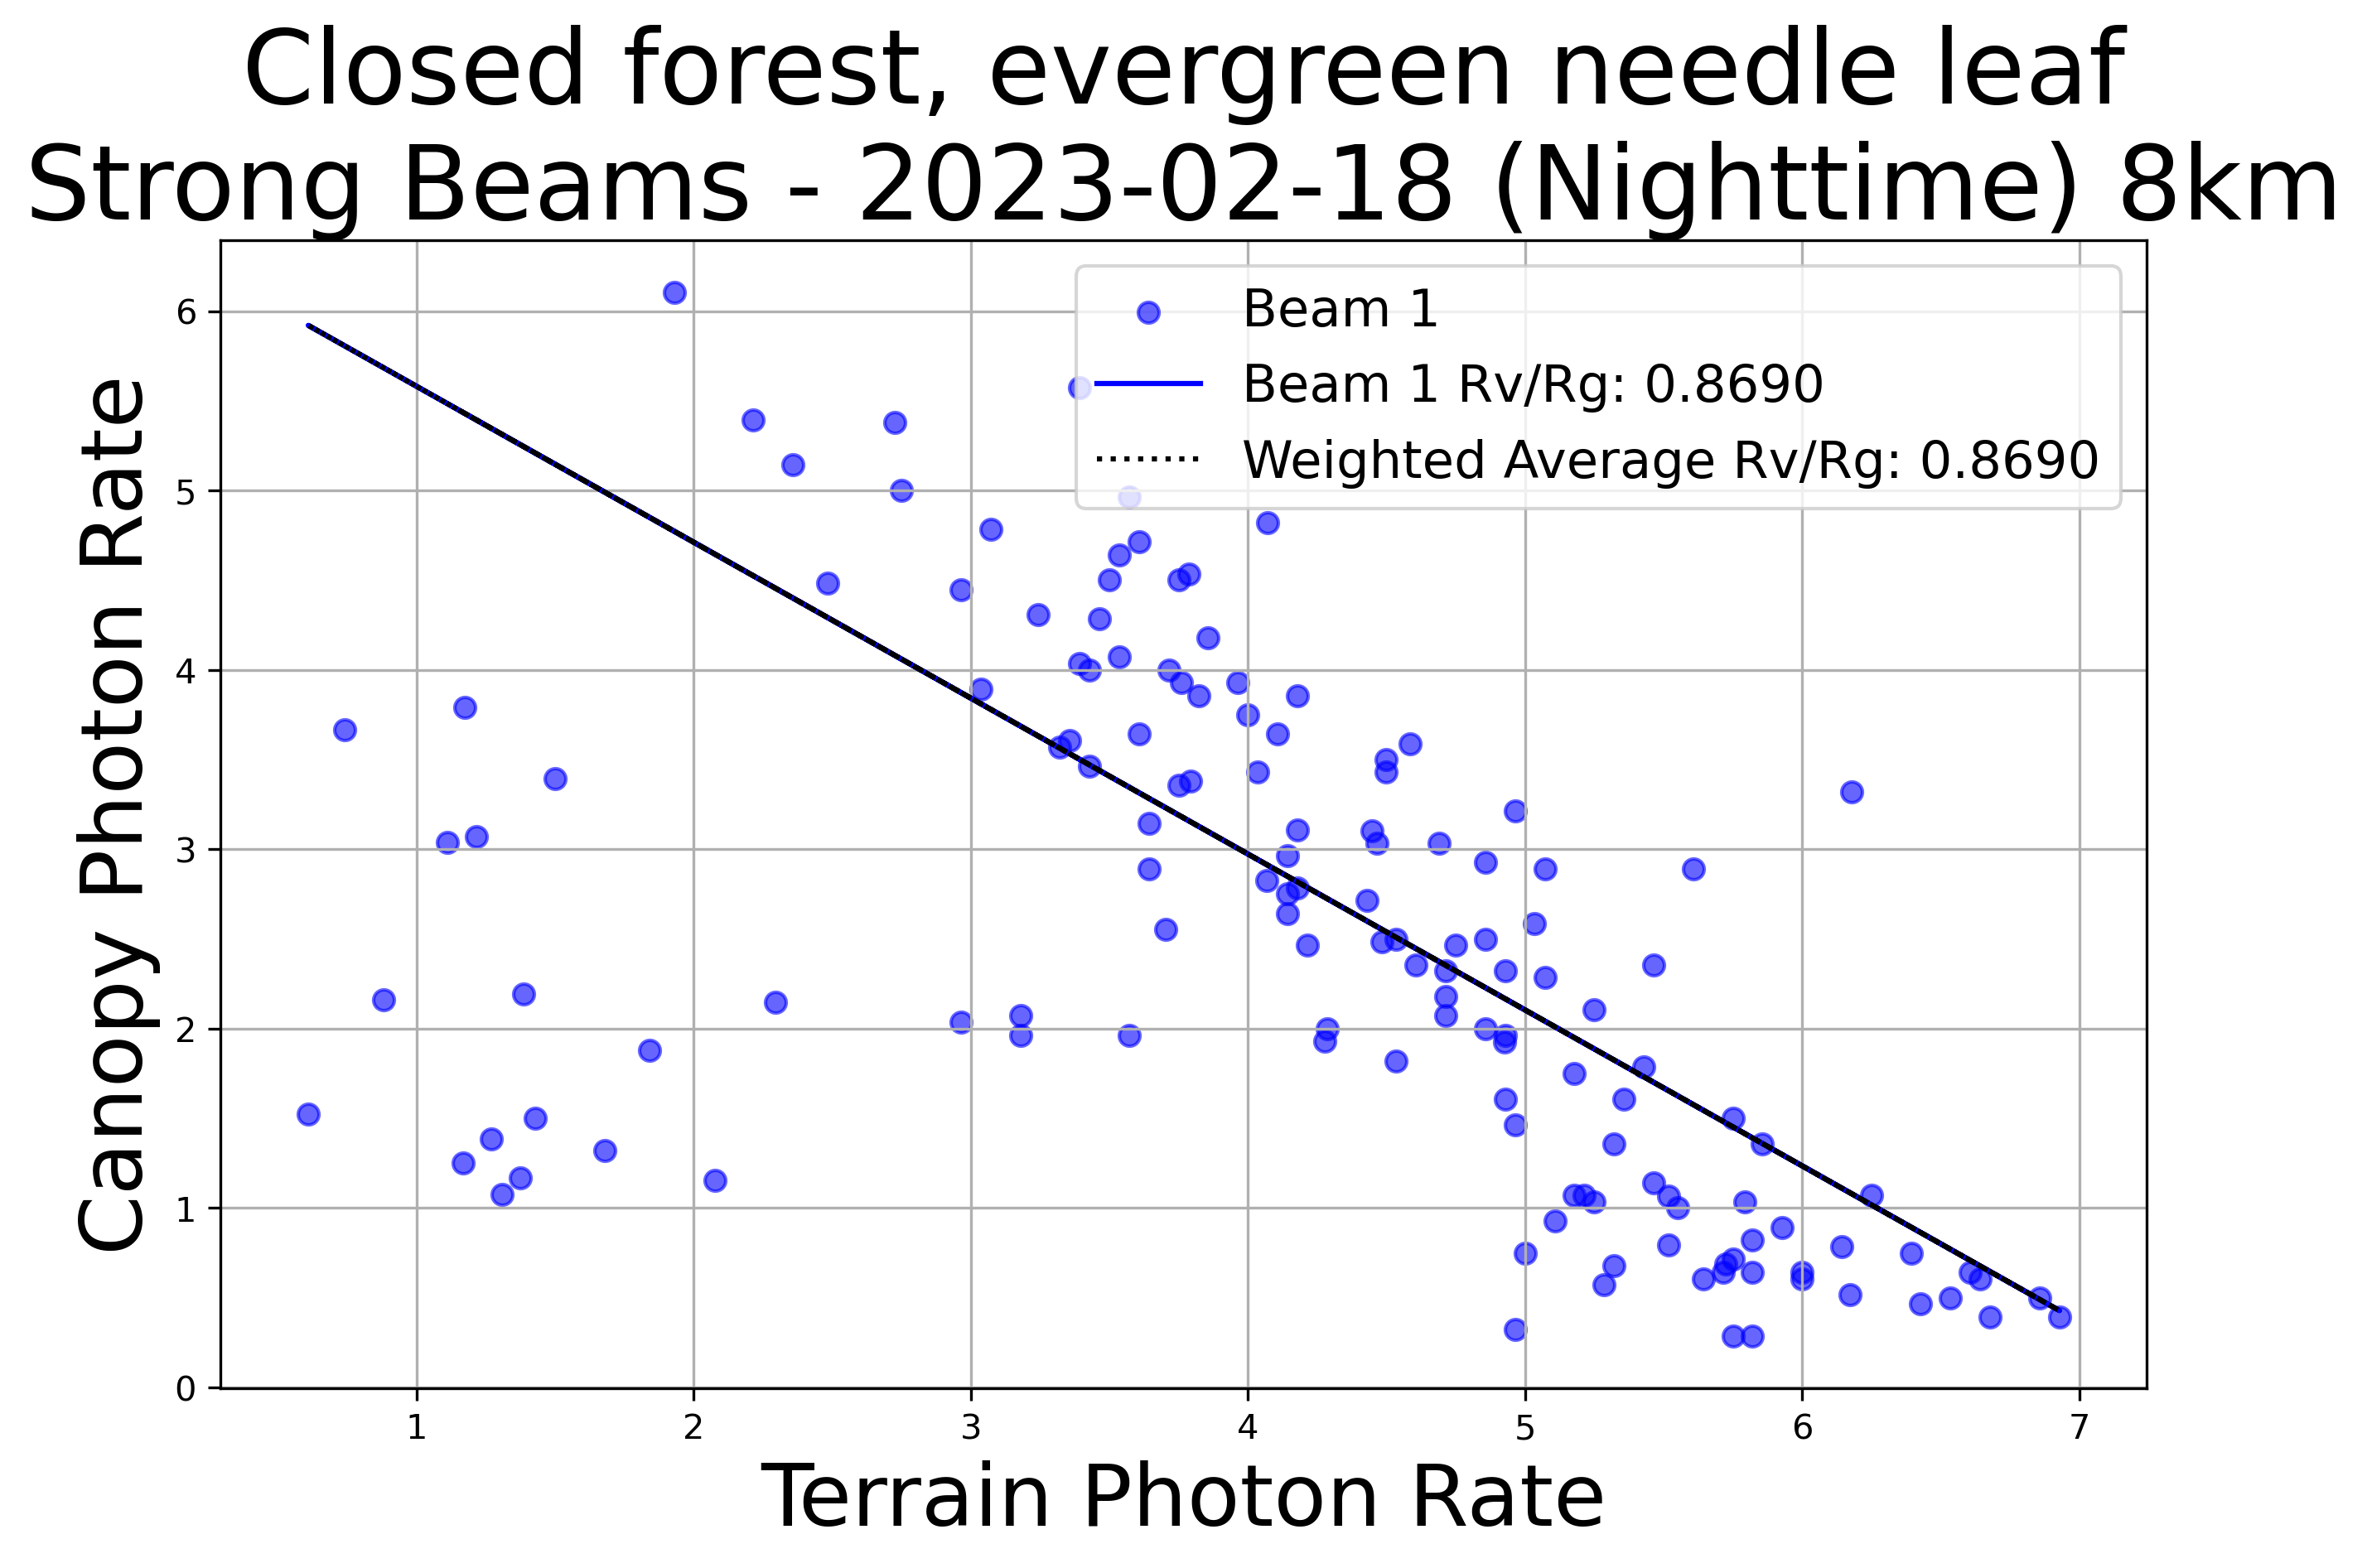 Closed forest, evergreen needle leaf
Strong Beams - 2023-02-18 (Nighttime) 8km
Beam 1
Beam 1 Rv/Rg: 0.8690
Weighted Average Rv/Rg: 0.8690
Canopy Photon Rate
6
5
4
3
2
1
0
1 2 3 4 5 6 7
Terrain Photon Rate